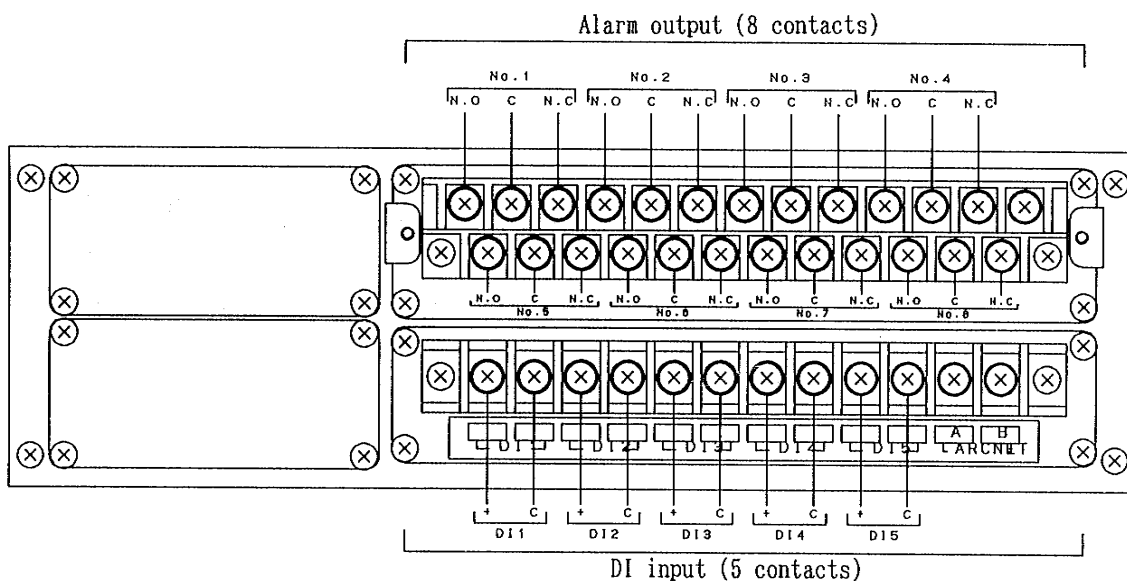 Alarm output (8 contacts)
No.1 No.2 No.3 No.4
N.O C N.C N.O C N.C N.O C N.C N.O C N.C
N.O C N.C N.O C N.C N.O C N.C N.O C N.C
No.5 No.6 No.7 No.8
A B
DI1 DI2 DI3 DI4 DI5 ARCNET
+ C + C + C + C + C
DI1 DI2 DI3 DI4 DI5
DI input (5 contacts)